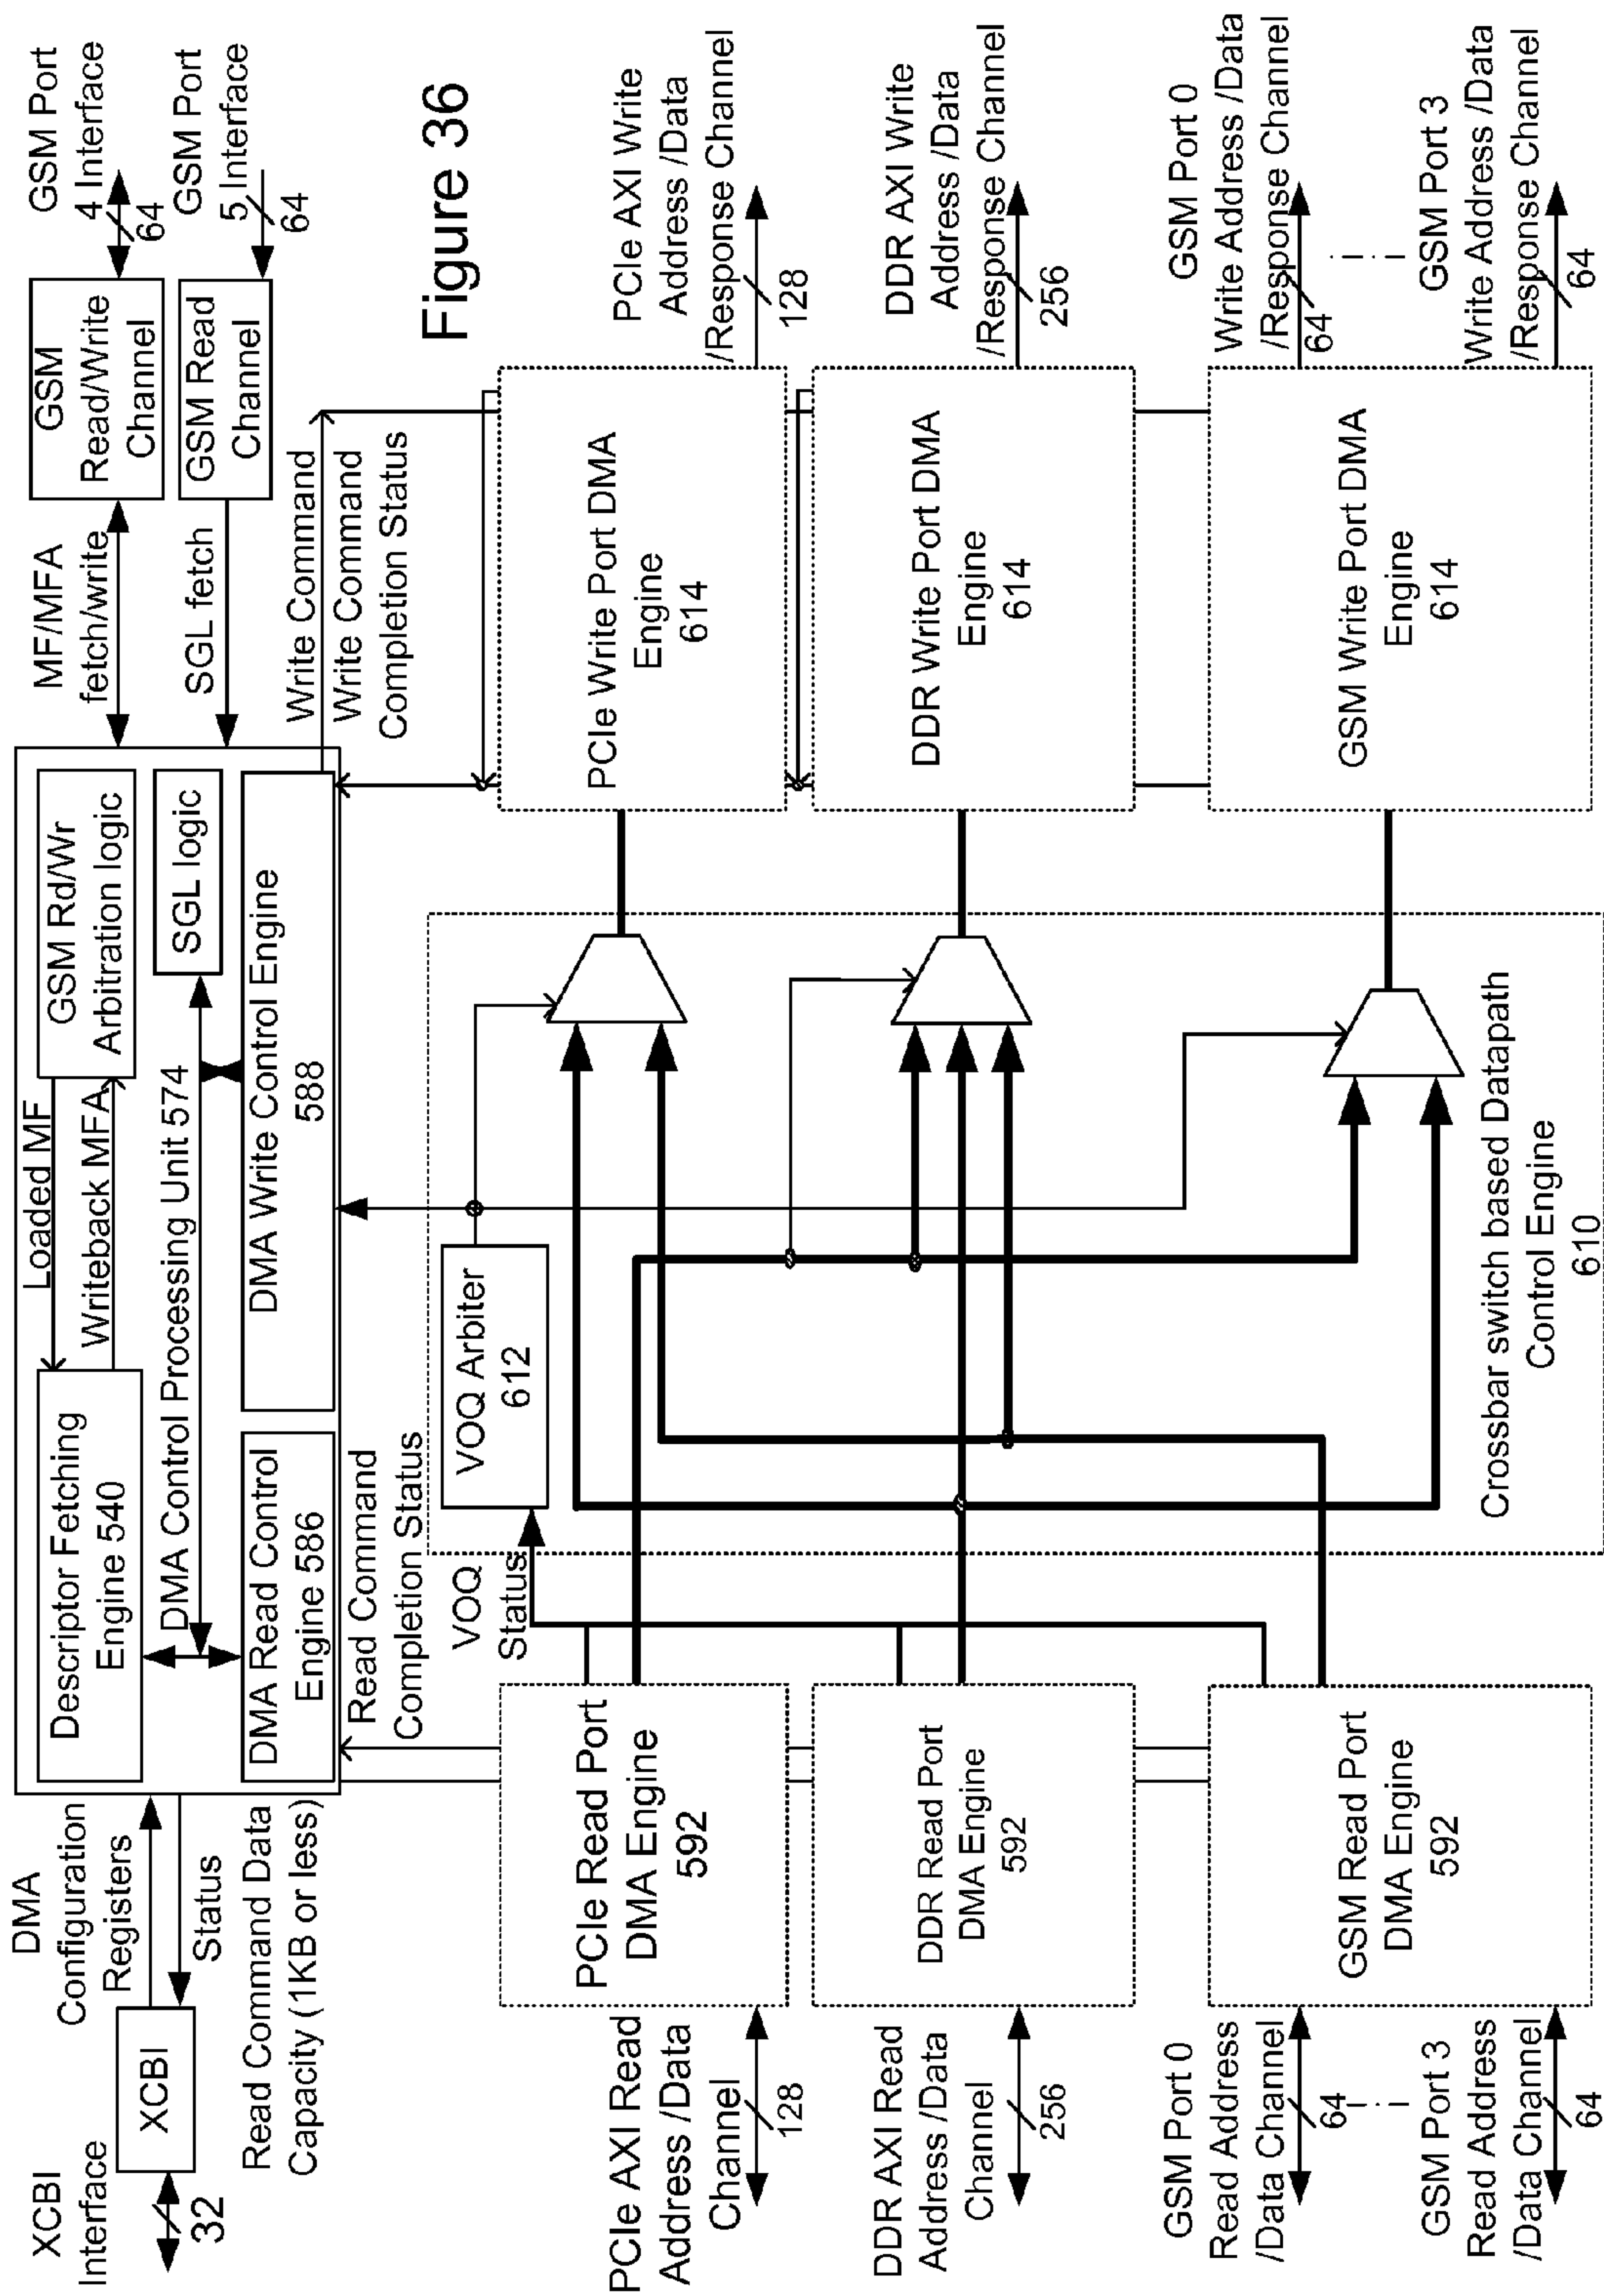 Figure 36
XCBI
Interface
32
XCBI
DMA
Configuration
Registers
Status
Descriptor Fetching
Engine 540
Loaded MF
Writeback MFA
GSM Rd/Wr
Arbitration logic
DMA Control Processing Unit 574
SGL logic
DMA Read Control
Engine 586
DMA Write Control Engine
588
MF/MFA
fetch/write
SGL fetch
GSM
Read/Write
Channel
GSM Read
Channel
GSM Port
4 Interface
64
GSM Port
5 Interface
64
Read Command Data
Capacity (1KB or less)
Read Command
Completion Status
Write Command
Write Command
Completion Status
VOQ
Status
VOQ Arbiter
612
PCIe AXI Read
Address /Data
Channel
128
PCIe Read Port
DMA Engine
592
PCIe Write Port DMA
Engine
614
PCIe AXI Write
Address /Data
/Response Channel
128
DDR AXI Read
Address /Data
Channel
256
DDR Read Port
DMA Engine
592
DDR Write Port DMA
Engine
614
DDR AXI Write
Address /Data
/Response Channel
256
GSM Port 0
Read Address
/Data Channel
64
GSM Port 3
Read Address
/Data Channel
64
GSM Read Port
DMA Engine
592
Crossbar switch based Datapath
Control Engine
610
GSM Write Port DMA
Engine
614
GSM Port 0
Write Address /Data
/Response Channel
64
GSM Port 3
Write Address /Data
/Response Channel
64